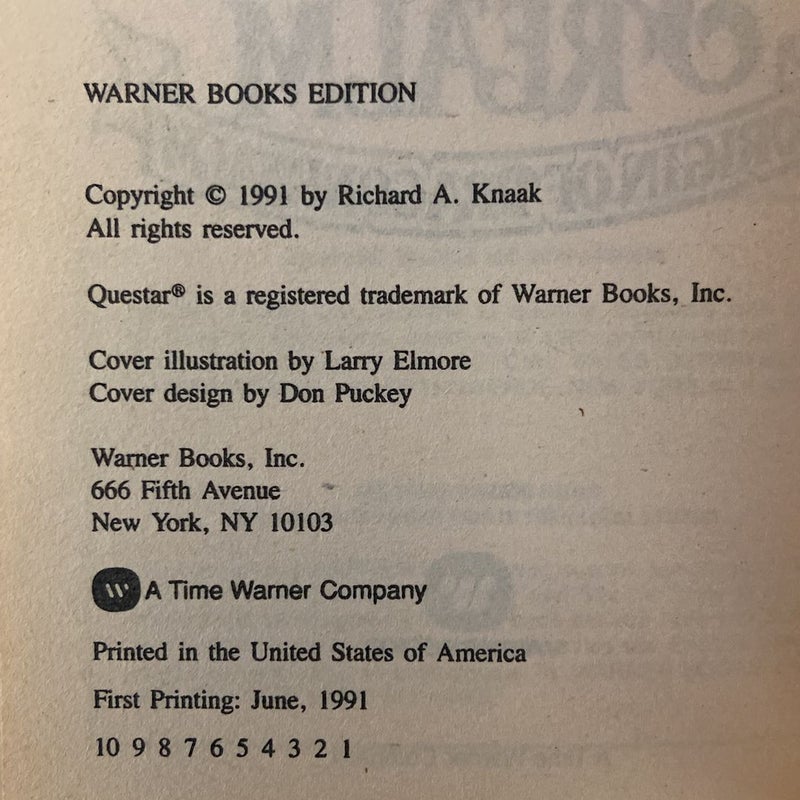 WARNER BOOKS EDITION
Copyright © 1991 by Richard A. Knaak
All rights reserved.
Questar® is a registered trademark of Warner Books, Inc.
Cover illustration by Larry Elmore
Cover design by Don Puckey
Warner Books, Inc.
666 Fifth Avenue
New York, NY 10103
W A Time Warner Company
Printed in the United States of America
First Printing: June, 1991
10 9 8 7 6 5 4 3 2 1